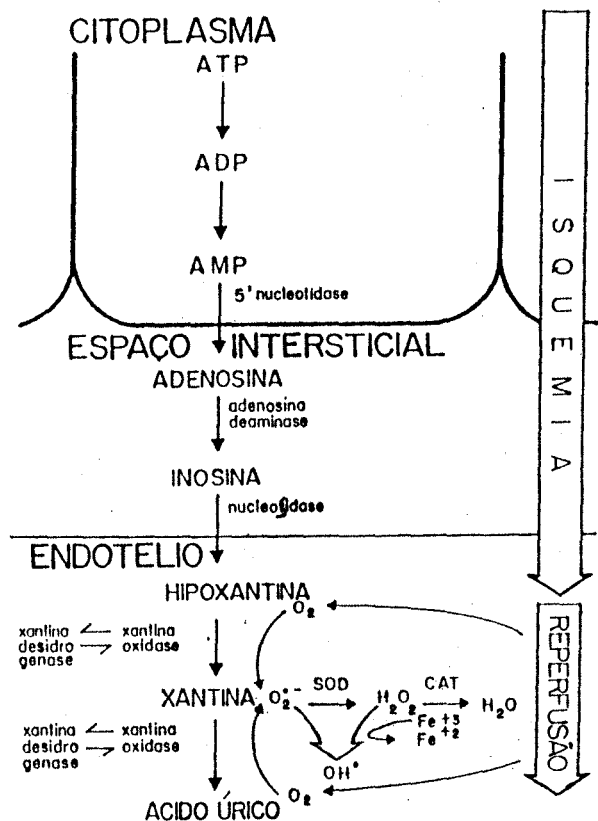 CITOPLASMA
ATP
ADP
AMP
5' nucleotidase
ESPAÇO INTERSTICIAL
ADENOSINA
adenosina
deaminase
INOSINA
nucleosidase
ENDOTELIO
HIPOXANTINA
O₂
xantina xantina
desidro oxidase
genase
XANTINA O₂•− SOD H₂O₂ CAT H₂O
Fe+3
Fe+2
OH•
xantina xantina
desidro oxidase
genase
O₂
ACIDO ÚRICO
ISQUEMIA
REPERFUSÃO